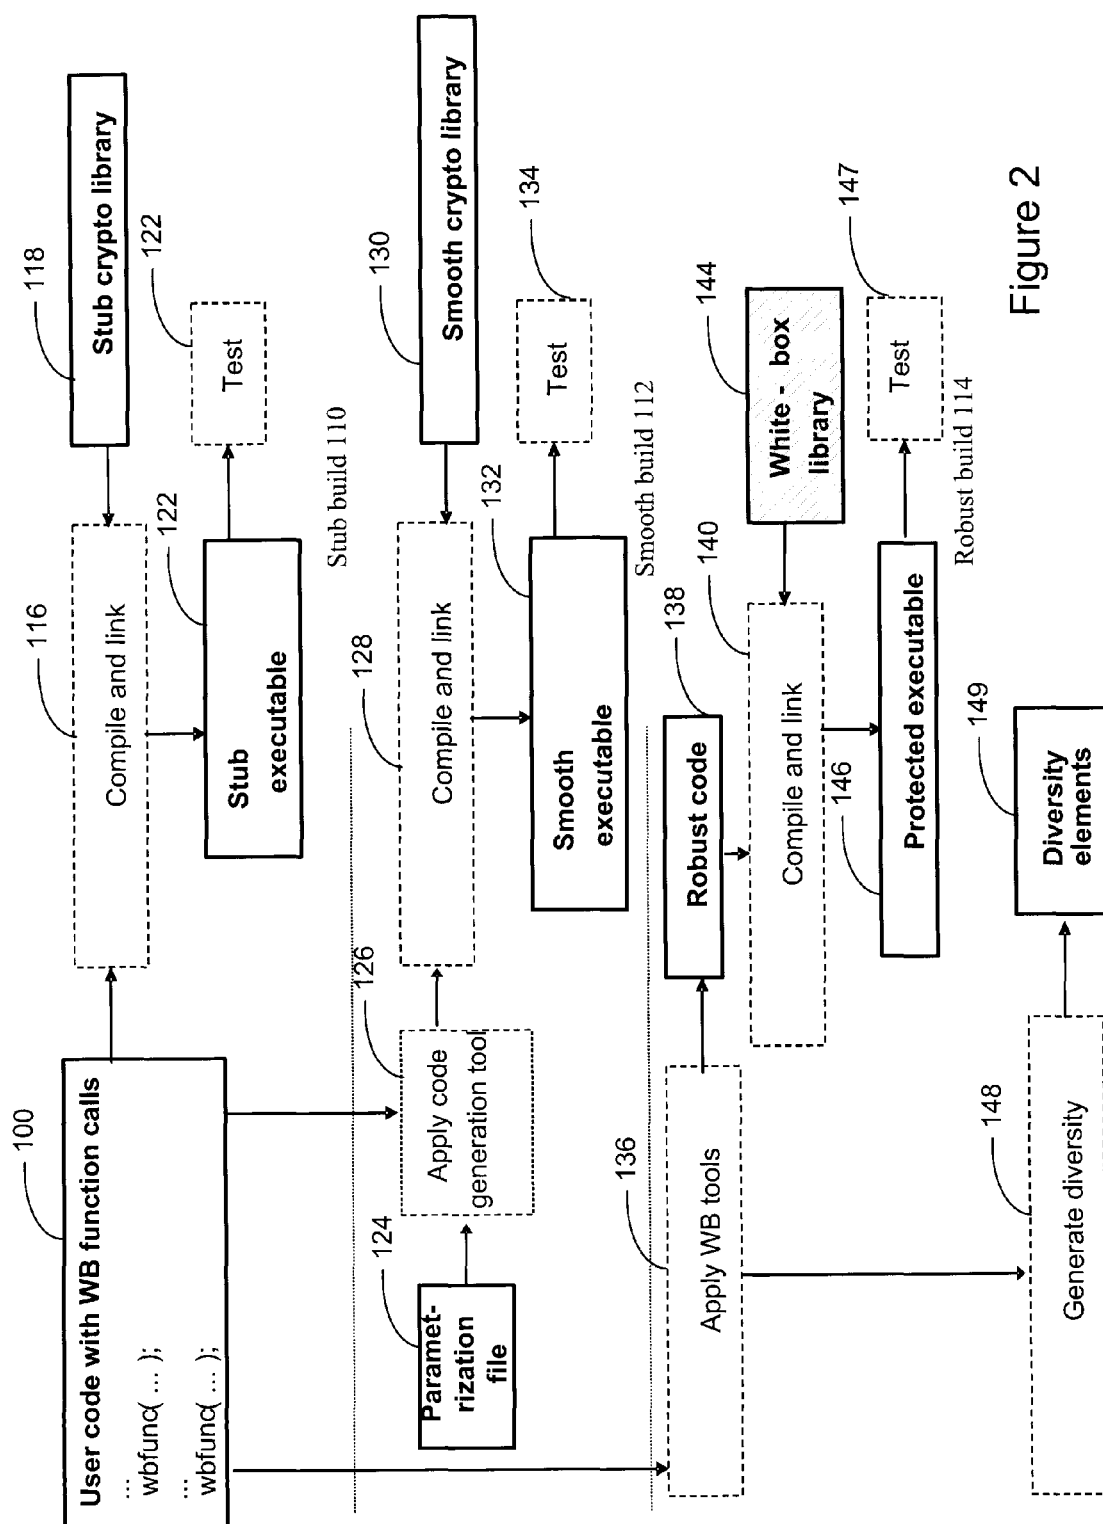 100
User code with WB function calls
...
wbfunc( ... );
...
wbfunc( ... );
116
Compile and link
118
Stub crypto library
122
Stub
executable
122
Test
Stub build 110
124
Paramet-
rization
file
126
Apply code
generation tool
128
Compile and link
130
Smooth crypto library
132
Smooth
executable
134
Test
Smooth build 112
136
Apply WB tools
138
Robust code
140
Compile and link
144
White - box
library
146
Protected executable
147
Test
Robust build 114
148
Generate diversity
149
Diversity
elements
Figure 2